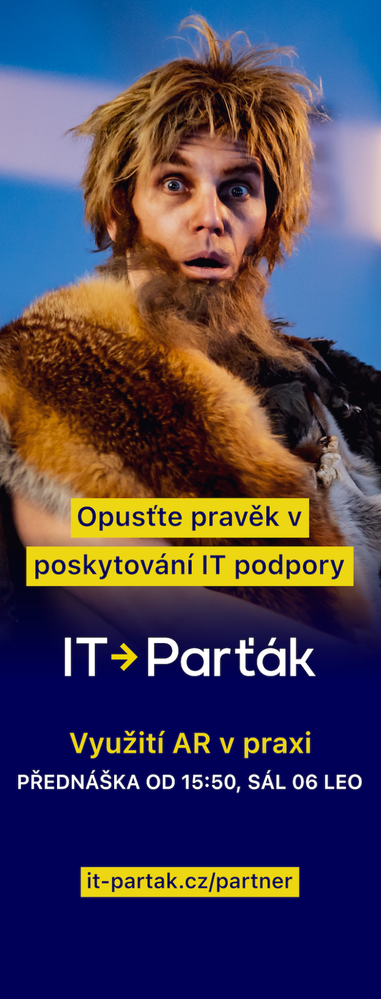 Opusťte pravěk v
poskytování IT podpory
IT→Parťák
Využití AR v praxi
PŘEDNÁŠKA OD 15:50, SÁL 06 LEO
it-partak.cz/partner